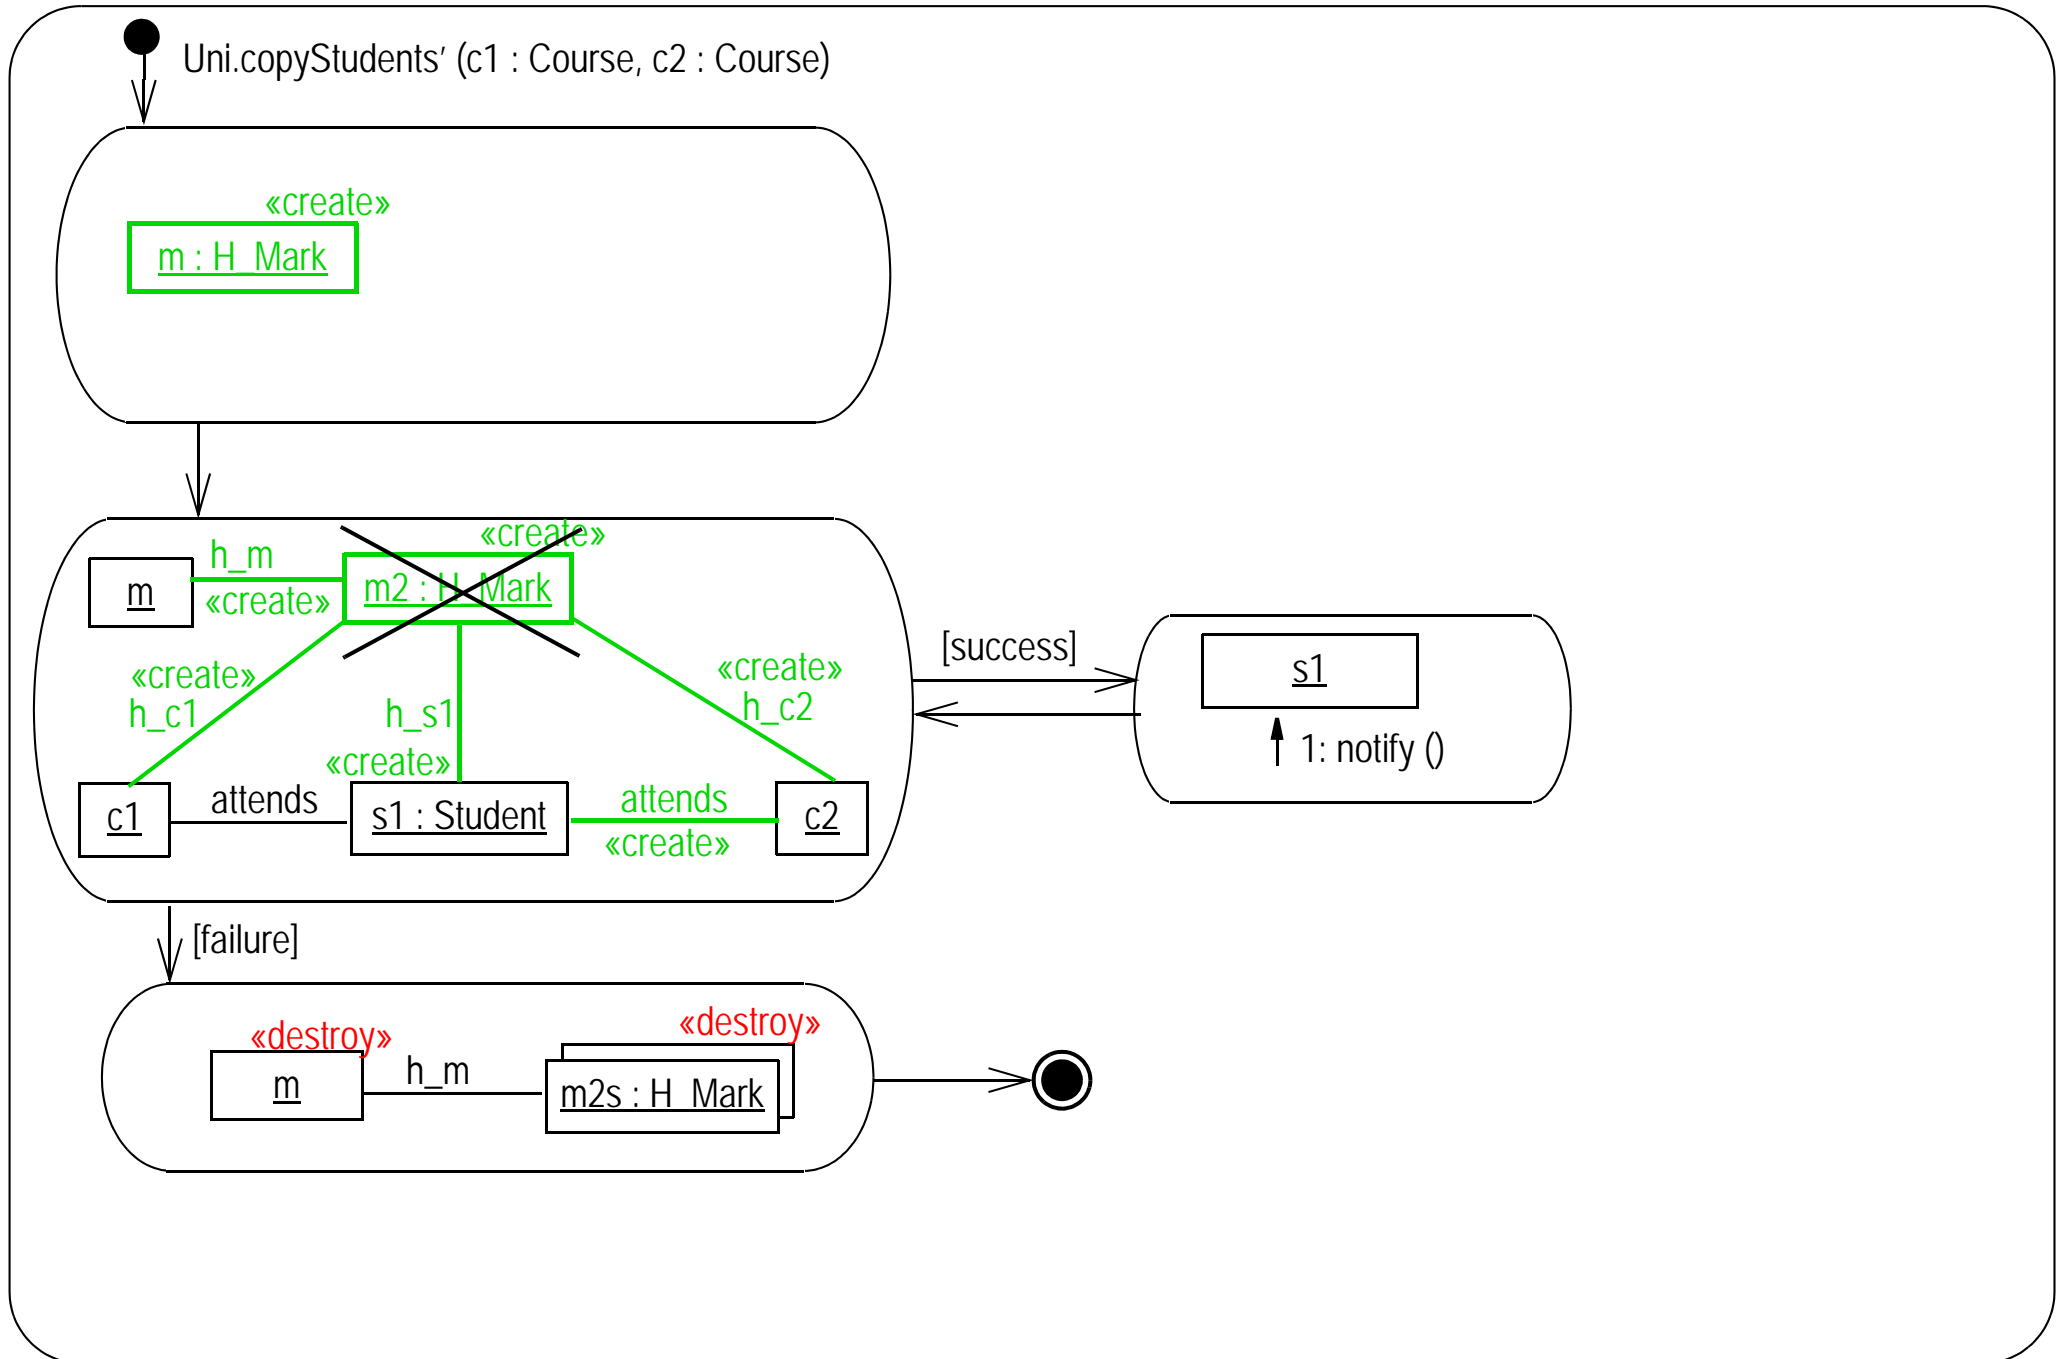 Uni.copyStudents’ (c1 : Course, c2 : Course)
«create»
m : H_Mark
«create»
h_m
m
m2 : H_Mark
«create»
«create»
h_c1
h_s1
«create»
«create»
h_c2
c1
attends
s1 : Student
attends
«create»
c2
[success]
s1
1: notify ()
[failure]
«destroy»
«destroy»
m
h_m
m2s : H_Mark